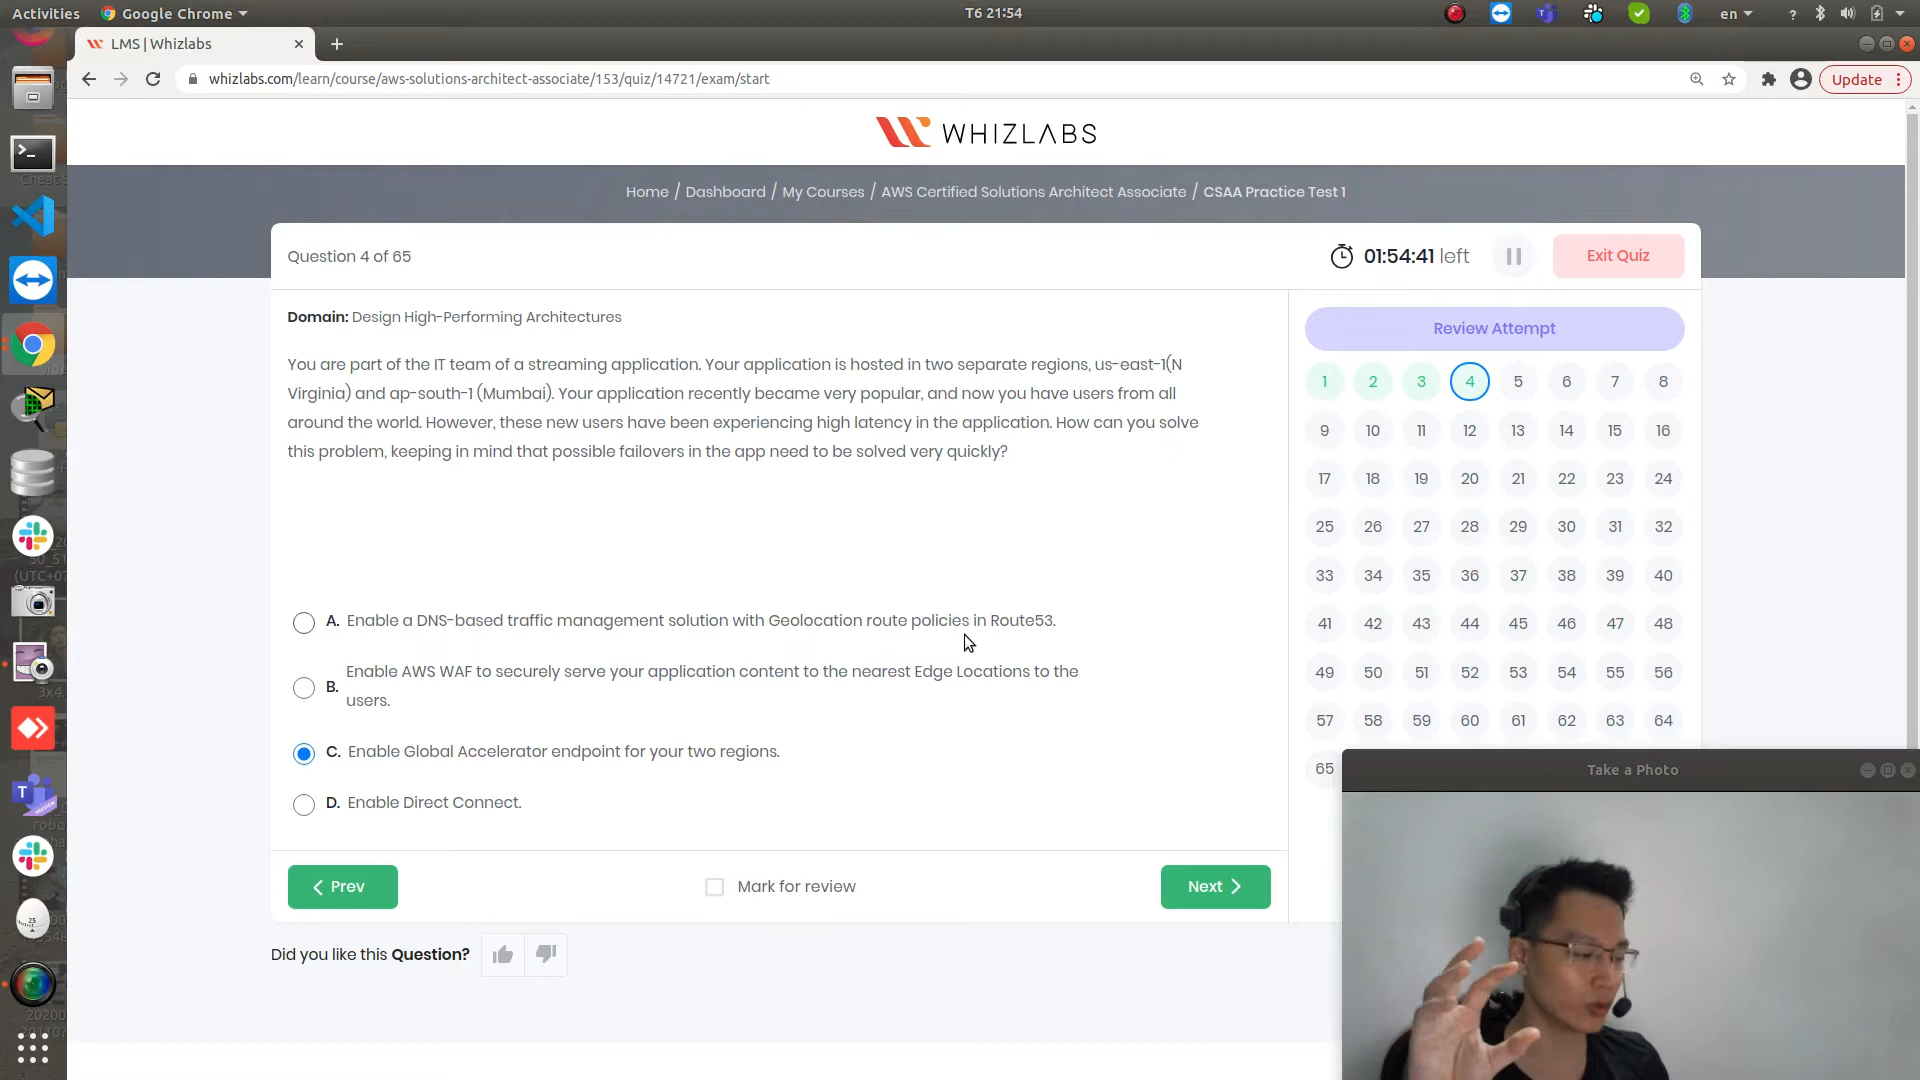 Activities
Google Chrome
T6 21:54
en
LMS | Whizlabs
whizlabs.com/learn/course/aws-solutions-architect-associate/153/quiz/14721/exam/start
Update
WHIZLABS
Home / Dashboard / My Courses / AWS Certified Solutions Architect Associate / CSAA Practice Test 1
Question 4 of 65
01:54:41 left
Exit Quiz
Domain: Design High-Performing Architectures
You are part of the IT team of a streaming application. Your application is hosted in two separate regions, us-east-1(N
Virginia) and ap-south-1 (Mumbai). Your application recently became very popular, and now you have users from all
around the world. However, these new users have been experiencing high latency in the application. How can you solve
this problem, keeping in mind that possible failovers in the app need to be solved very quickly?
A. Enable a DNS-based traffic management solution with Geolocation route policies in Route53.
B. Enable AWS WAF to securely serve your application content to the nearest Edge Locations to the
users.
C. Enable Global Accelerator endpoint for your two regions.
D. Enable Direct Connect.
Prev
Mark for review
Next
Did you like this Question?
Review Attempt
1 2 3 4 5 6 7 8
9 10 11 12 13 14 15 16
17 18 19 20 21 22 23 24
25 26 27 28 29 30 31 32
33 34 35 36 37 38 39 40
41 42 43 44 45 46 47 48
49 50 51 52 53 54 55 56
57 58 59 60 61 62 63 64
65
Take a Photo